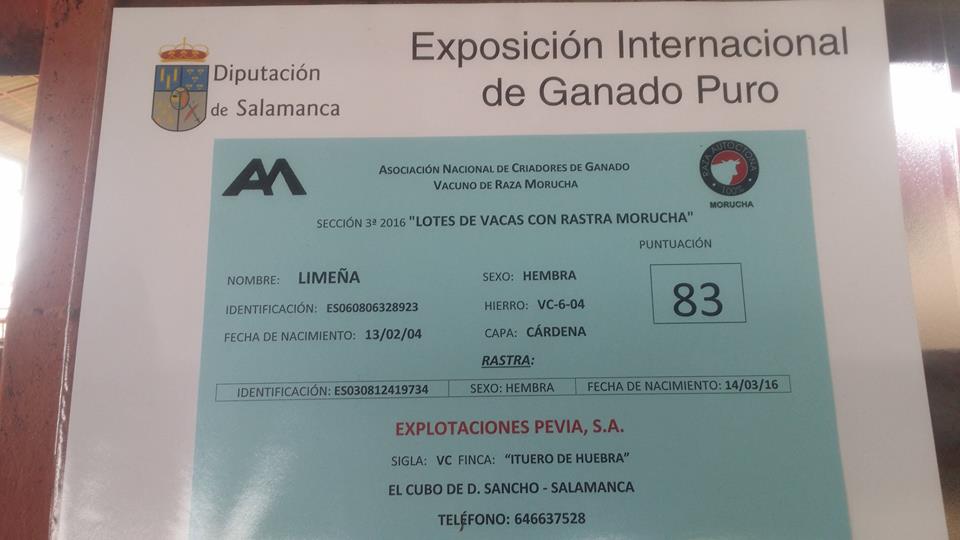 Diputación
de Salamanca
Exposición Internacional
de Ganado Puro
ASOCIACIÓN NACIONAL DE CRIADORES DE GANADO
VACUNO DE RAZA MORUCHA
RAZA AUTÓCTONA
100%
MORUCHA
SECCIÓN 3ª 2016 "LOTES DE VACAS CON RASTRA MORUCHA"
PUNTUACIÓN
83
NOMBRE: LIMEÑA SEXO: HEMBRA
IDENTIFICACIÓN: ES060806328923 HIERRO: VC-6-04
FECHA DE NACIMIENTO: 13/02/04 CAPA: CÁRDENA
RASTRA:
IDENTIFICACIÓN: ES030812419734 SEXO: HEMBRA FECHA DE NACIMIENTO: 14/03/16
EXPLOTACIONES PEVIA, S.A.
SIGLA: VC FINCA: "ITUERO DE HUEBRA"
EL CUBO DE D. SANCHO - SALAMANCA
TELÉFONO: 646637528